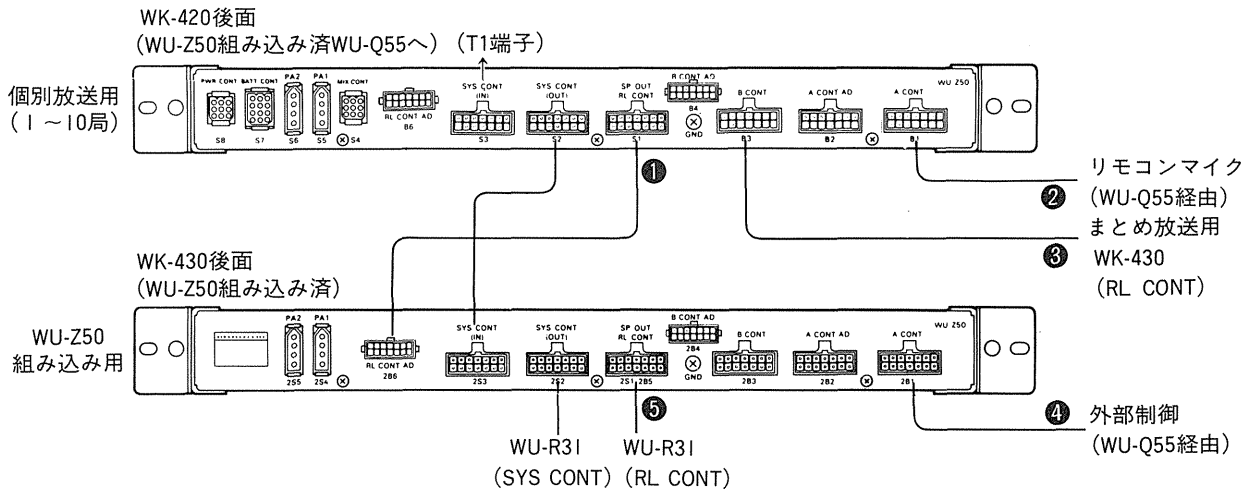 WK-420後面
(WU-Z50組み込み済WU-Q55へ)
(T1端子)
個別放送用
(1～10局)
PWR CONT
S8
BATT CONT
S7
PA2
S6
PA1
S5
MIX CONT
S4
RL CONT AD
B6
SYS CONT
(IN)
S3
SYS CONT
(OUT)
S2
SP OUT
RL CONT
S1
B CONT AD
B4
GND
B CONT
B3
A CONT AD
B2
A CONT
B1
WU Z50
❶
リモコンマイク
❷ (WU-Q55経由)
まとめ放送用
❸ WK-430
(RL CONT)
WK-430後面
(WU-Z50組み込み済)
WU-Z50
組み込み用
PA2
2S5
PA1
2S4
RL CONT AD
2B6
SYS CONT
(IN)
2S3
SYS CONT
(OUT)
2S2
SP OUT
RL CONT
2S1 2B5
B CONT AD
2B4
GND
B CONT
2B3
A CONT AD
2B2
A CONT
2B1
WU Z50
❹ 外部制御
(WU-Q55経由)
❺
WU-R31
(SYS CONT)
WU-R31
(RL CONT)